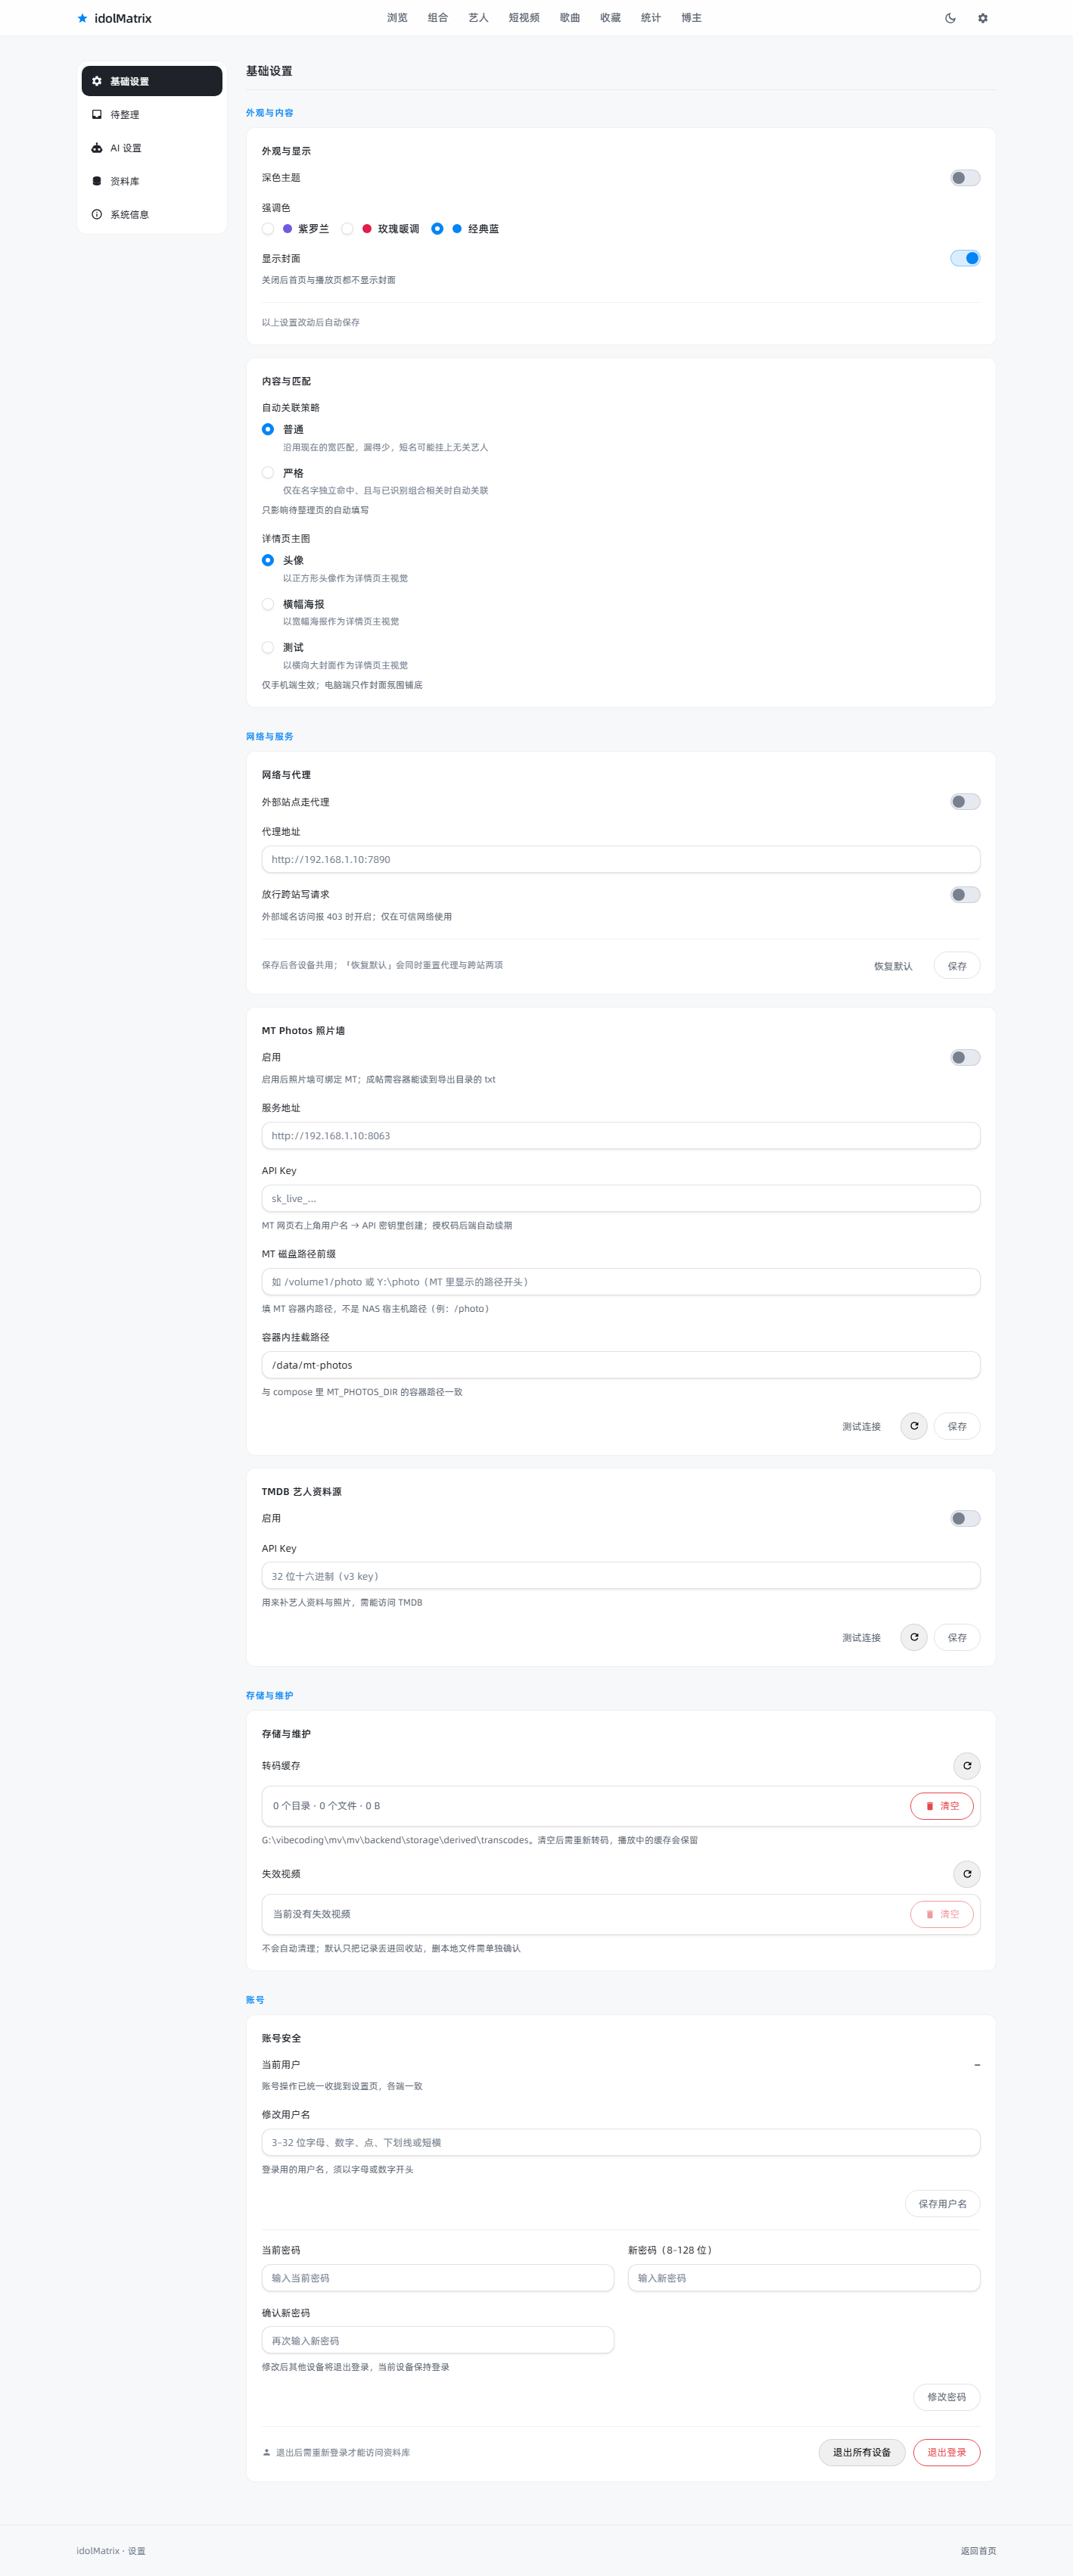 idolMatrix
浏览 组合 艺人 短视频 歌曲 收藏 统计 博主
基础设置
待整理
AI 设置
资料库
系统信息
基础设置
外观与内容
外观与显示
深色主题
强调色
紫罗兰 玫瑰暖调 经典蓝
显示封面
关闭后首页与播放页都不显示封面
以上设置改动后自动保存
内容与匹配
自动关联策略
普通
沿用现在的宽匹配，漏得少，短名可能挂上无关艺人
严格
仅在名字独立命中、且与已识别组合相关时自动关联
只影响待整理页的自动填写
详情页主图
头像
以正方形头像作为详情页主视觉
横幅海报
以宽幅海报作为详情页主视觉
测试
以横向大封面作为详情页主视觉
仅手机端生效；电脑端只作封面氛围铺底
网络与服务
网络与代理
外部站点走代理
代理地址
http://192.168.1.10:7890
放行跨站写请求
外部域名访问报 403 时开启；仅在可信网络使用
保存后各设备共用；「恢复默认」会同时重置代理与跨站两项 恢复默认 保存
MT Photos 照片墙
启用
启用后照片墙可绑定 MT；成帖需容器能读到导出目录的 txt
服务地址
http://192.168.1.10:8063
API Key
sk_live_...
MT 网页右上角用户名 → API 密钥里创建；授权码后端自动续期
MT 磁盘路径前缀
如 /volume1/photo 或 Y:\photo（MT 里显示的路径开头）
填 MT 容器内路径，不是 NAS 宿主机路径（例：/photo）
容器内挂载路径
/data/mt-photos
与 compose 里 MT_PHOTOS_DIR 的容器路径一致
测试连接 保存
TMDB 艺人资料源
启用
API Key
32 位十六进制（v3 key）
用来补艺人资料与照片，需能访问 TMDB
测试连接 保存
存储与维护
存储与维护
转码缓存
0 个目录 · 0 个文件 · 0 B 清空
G:\vibecoding\mv\mv\backend\storage\derived\transcodes。清空后需重新转码，播放中的缓存会保留
失效视频
当前没有失效视频 清空
不会自动清理；默认只把记录丢进回收站，删本地文件需单独确认
账号
账号安全
当前用户 –
账号操作已统一收拢到设置页，各端一致
修改用户名
3–32 位字母、数字、点、下划线或短横
登录用的用户名，须以字母或数字开头
保存用户名
当前密码 新密码（8–128 位）
输入当前密码 输入新密码
确认新密码
再次输入新密码
修改后其他设备将退出登录，当前设备保持登录
修改密码
退出后需重新登录才能访问资料库 退出所有设备 退出登录
idolMatrix · 设置 返回首页